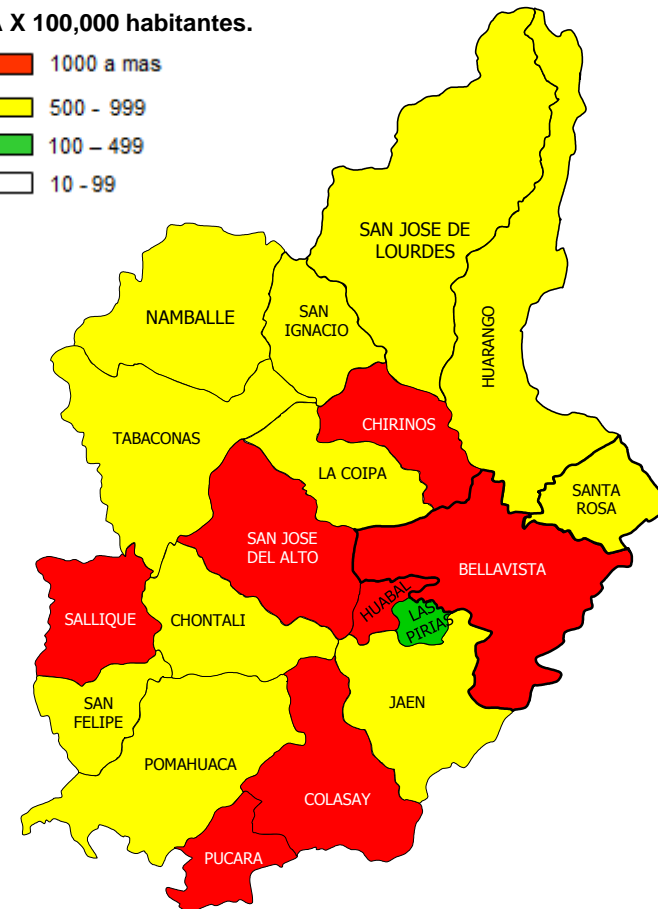 A X 100,000 habitantes.
1000 a mas
500 - 999
100 – 499
10 - 99
SAN JOSE DE
LOURDES
NAMBALLE
SAN
IGNACIO
HUARANGO
TABACONAS
CHIRINOS
LA COIPA
SANTA
ROSA
SAN JOSE
DEL ALTO
BELLAVISTA
SALLIQUE
CHONTALI
HUABAL
LAS
PIRIAS
SAN
FELIPE
JAEN
POMAHUACA
COLASAY
PUCARA